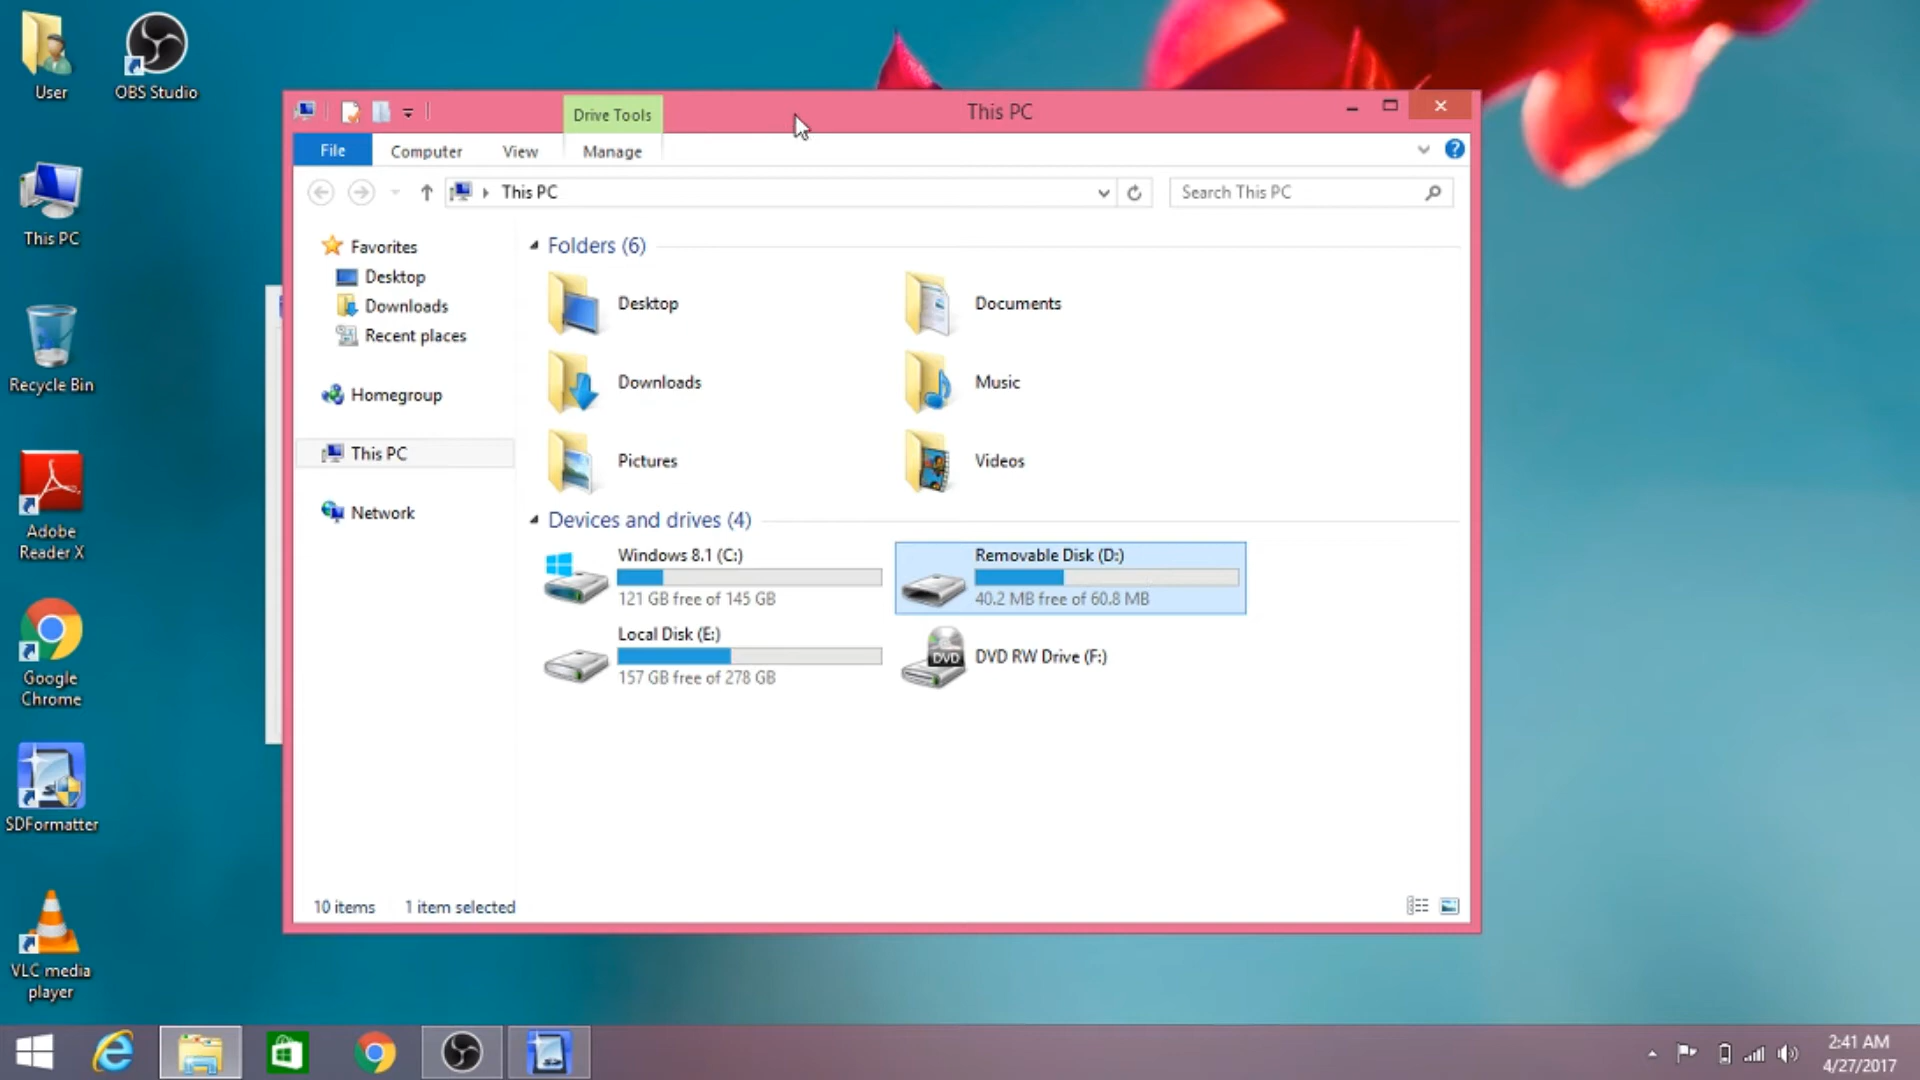 User
OBS Studio
This PC
Recycle Bin
Adobe
Reader X
Google
Chrome
SDFormatter
VLC media
player
Drive Tools
This PC
File
Computer
View
Manage
This PC
Search This PC
Favorites
Desktop
Downloads
Recent places
Homegroup
This PC
Network
Folders (6)
Desktop
Documents
Downloads
Music
Pictures
Videos
Devices and drives (4)
Windows 8.1 (C:)
121 GB free of 145 GB
Removable Disk (D:)
40.2 MB free of 60.8 MB
Local Disk (E:)
157 GB free of 278 GB
DVD
DVD RW Drive (F:)
10 items
1 item selected
2:41 AM
4/27/2017